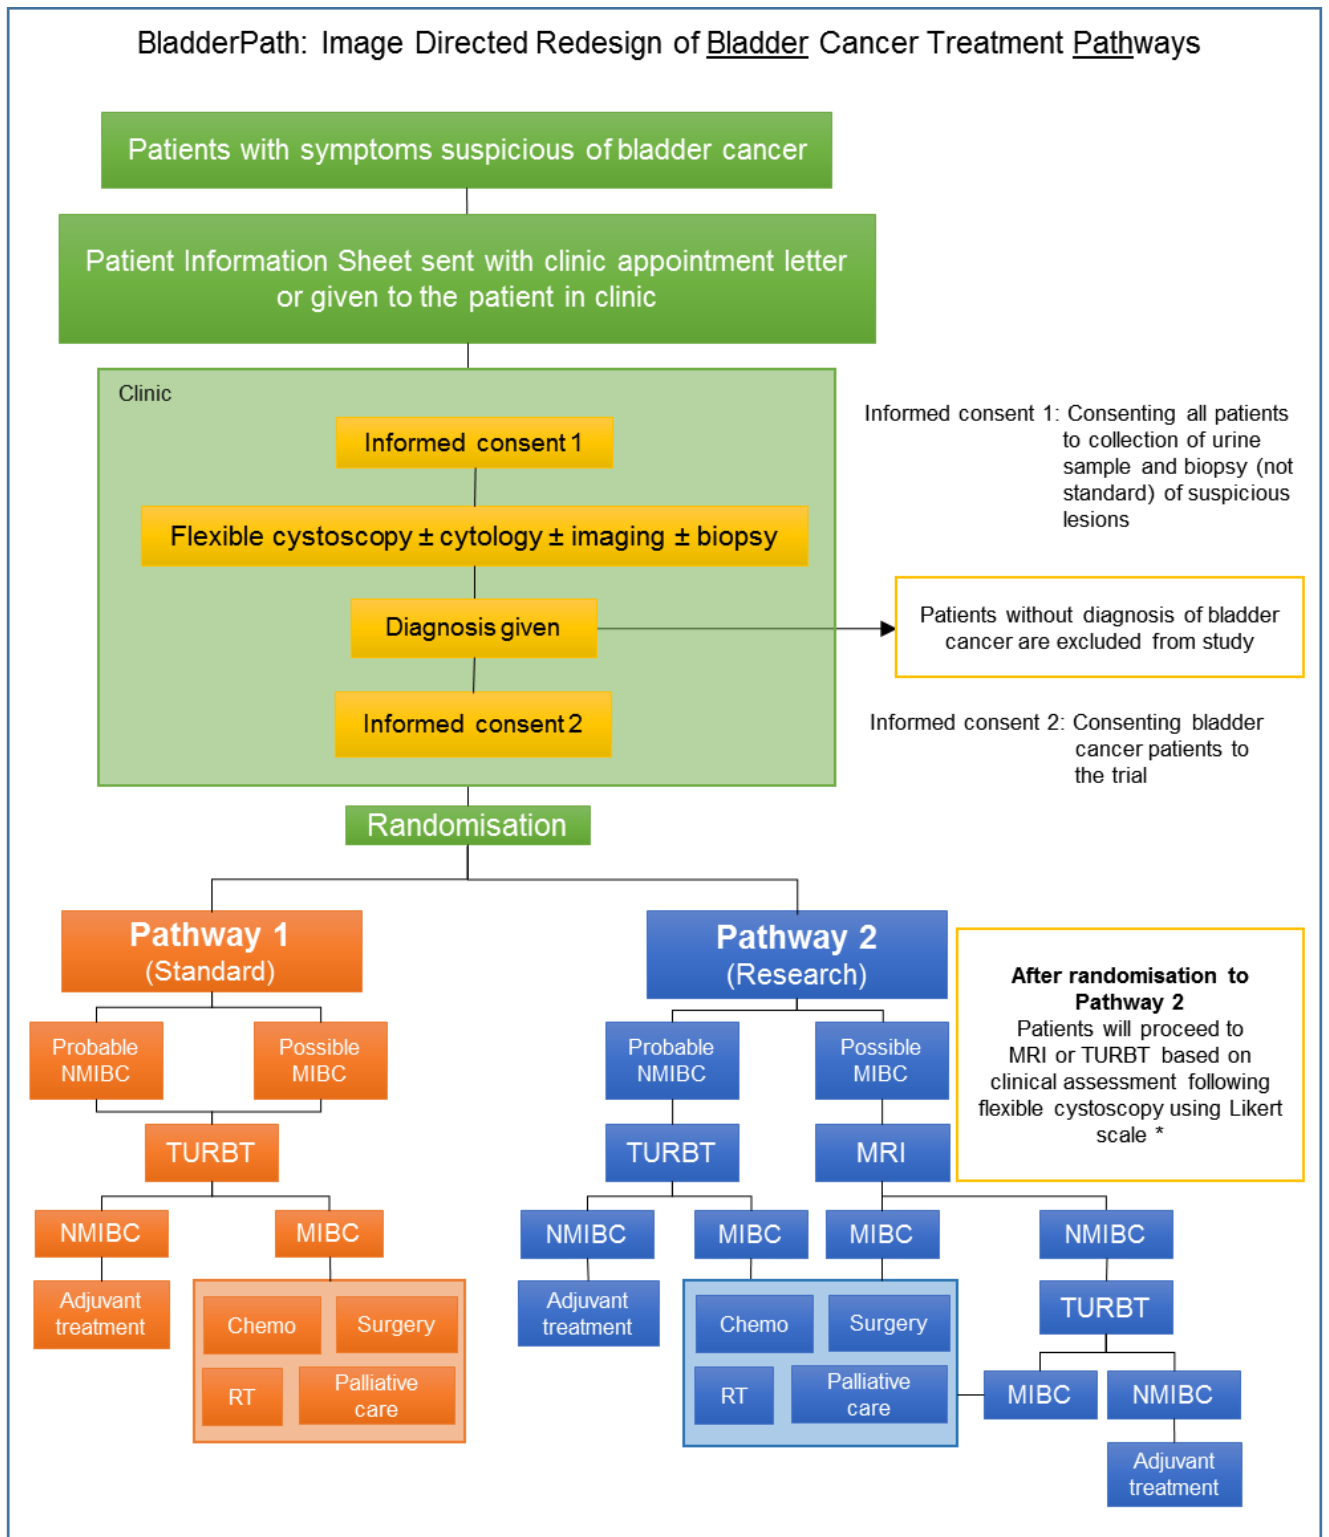 BladderPath: Image Directed Redesign of Bladder Cancer Treatment Pathways
Patients with symptoms suspicious of bladder cancer
Patient Information Sheet sent with clinic appointment letter
or given to the patient in clinic
Clinic
Informed consent 1
Flexible cystoscopy ± cytology ± imaging ± biopsy
Diagnosis given
Informed consent 2
Informed consent 1: Consenting all patients
to collection of urine
sample and biopsy (not
standard) of suspicious
lesions
Patients without diagnosis of bladder
cancer are excluded from study
Informed consent 2: Consenting bladder
cancer patients to
the trial
Randomisation
Pathway 1
(Standard)
Probable
NMIBC
Possible
MIBC
TURBT
NMIBC
MIBC
Adjuvant
treatment
Chemo
Surgery
RT
Palliative
care
Pathway 2
(Research)
Probable
NMIBC
Possible
MIBC
TURBT
MRI
NMIBC
MIBC
MIBC
NMIBC
Adjuvant
treatment
Chemo
Surgery
RT
Palliative
care
TURBT
MIBC
NMIBC
Adjuvant
treatment
After randomisation to
Pathway 2
Patients will proceed to
MRI or TURBT based on
clinical assessment following
flexible cystoscopy using Likert
scale *